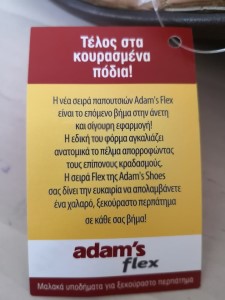 Τέλος στα
κουρασμένα
πόδια!
Η νέα σειρά παπουτσιών Adam's Flex
είναι το επόμενο βήμα στην άνετη
και σίγουρη εφαρμογή!
Η ειδική του φόρμα αγκαλιάζει
ανατομικά το πέλμα απορροφώντας
τους επίπονους κραδασμούς.
Η σειρά Flex της Adam's Shoes
σας δίνει την ευκαιρία να απολαμβάνετε
ένα χαλαρό, ξεκούραστο περπάτημα
σε κάθε σας βήμα!
adam's
flex
Μαλακά υποδήματα για ξεκούραστο περπάτημα